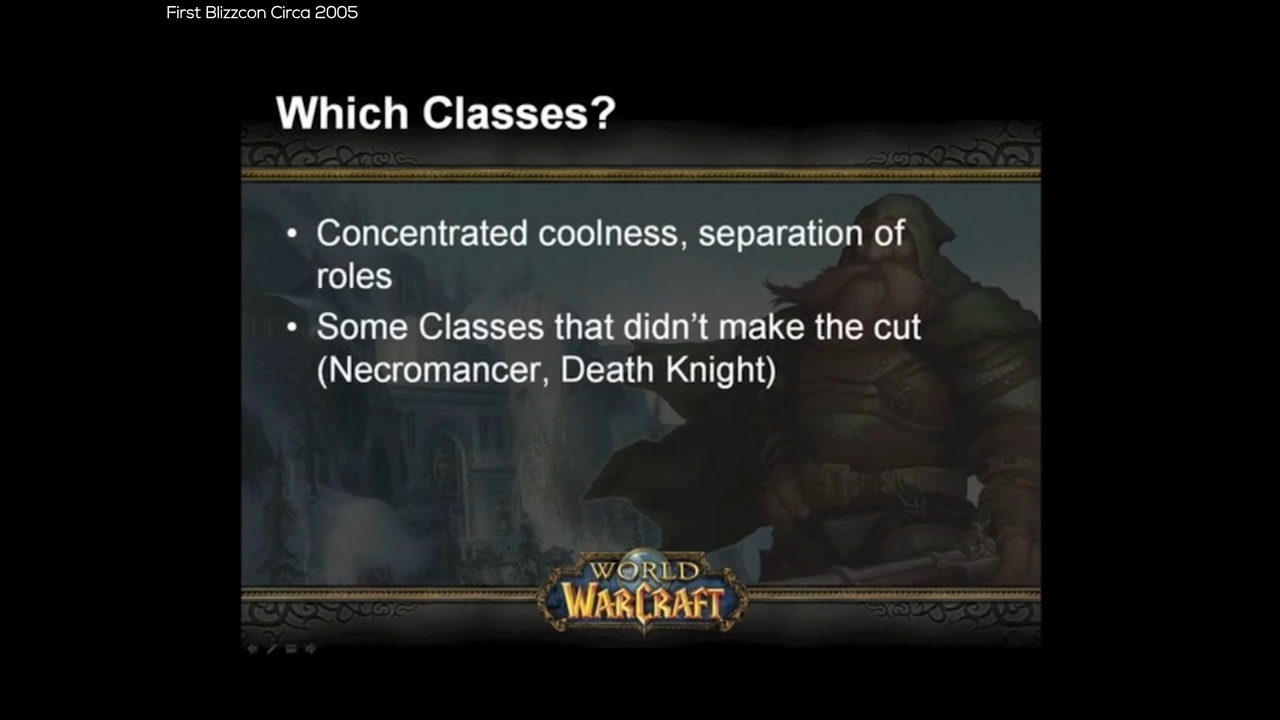 First Blizzcon Circa 2005
Which Classes?
• Concentrated coolness, separation of
roles
• Some Classes that didn't make the cut
(Necromancer, Death Knight)
WORLD
OF
WARCRAFT